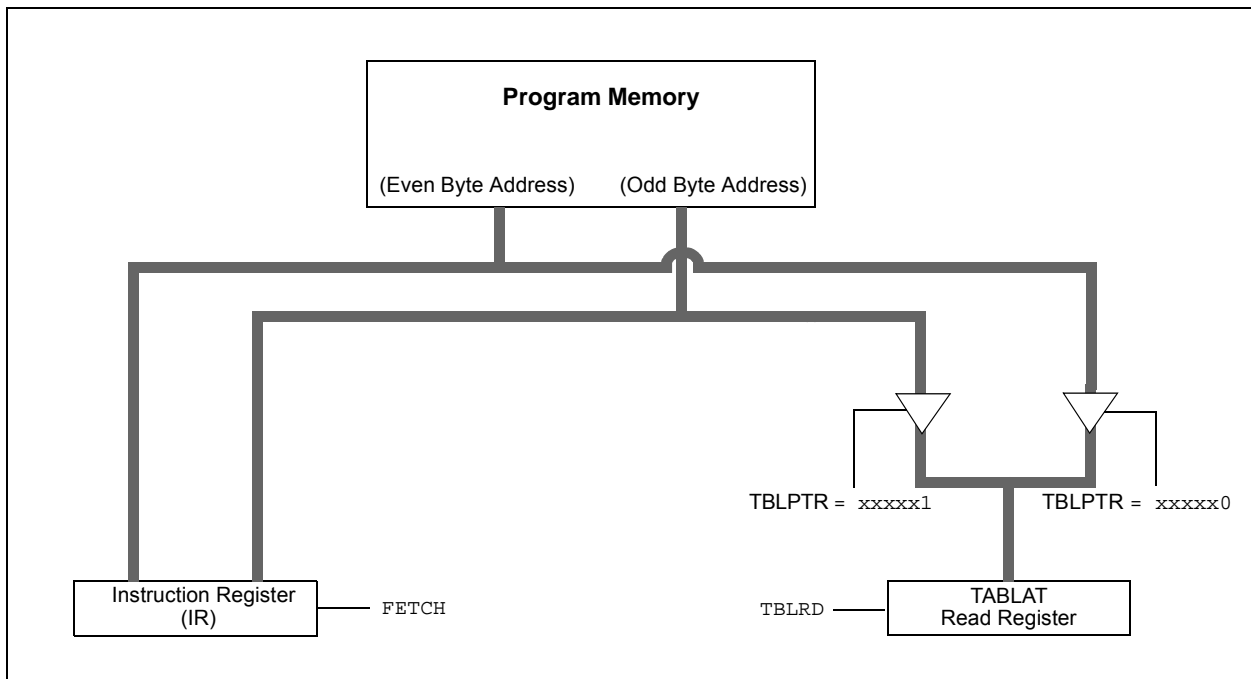 Program Memory
(Even Byte Address) (Odd Byte Address)
TBLPTR = xxxxx1 TBLPTR = xxxxx0
Instruction Register
(IR)
FETCH
TBLRD
TABLAT
Read Register